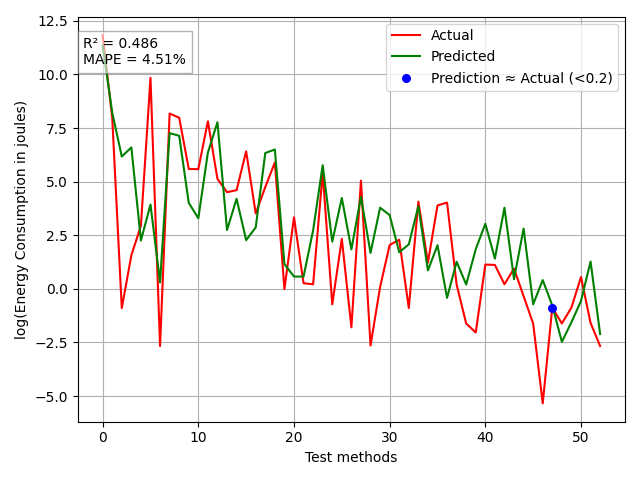 R² = 0.486
MAPE = 4.51%
Actual
Predicted
Prediction ≈ Actual (<0.2)
12.5
10.0
7.5
5.0
2.5
0.0
−2.5
−5.0
log(Energy Consumption in joules)
0 10 20 30 40 50
Test methods